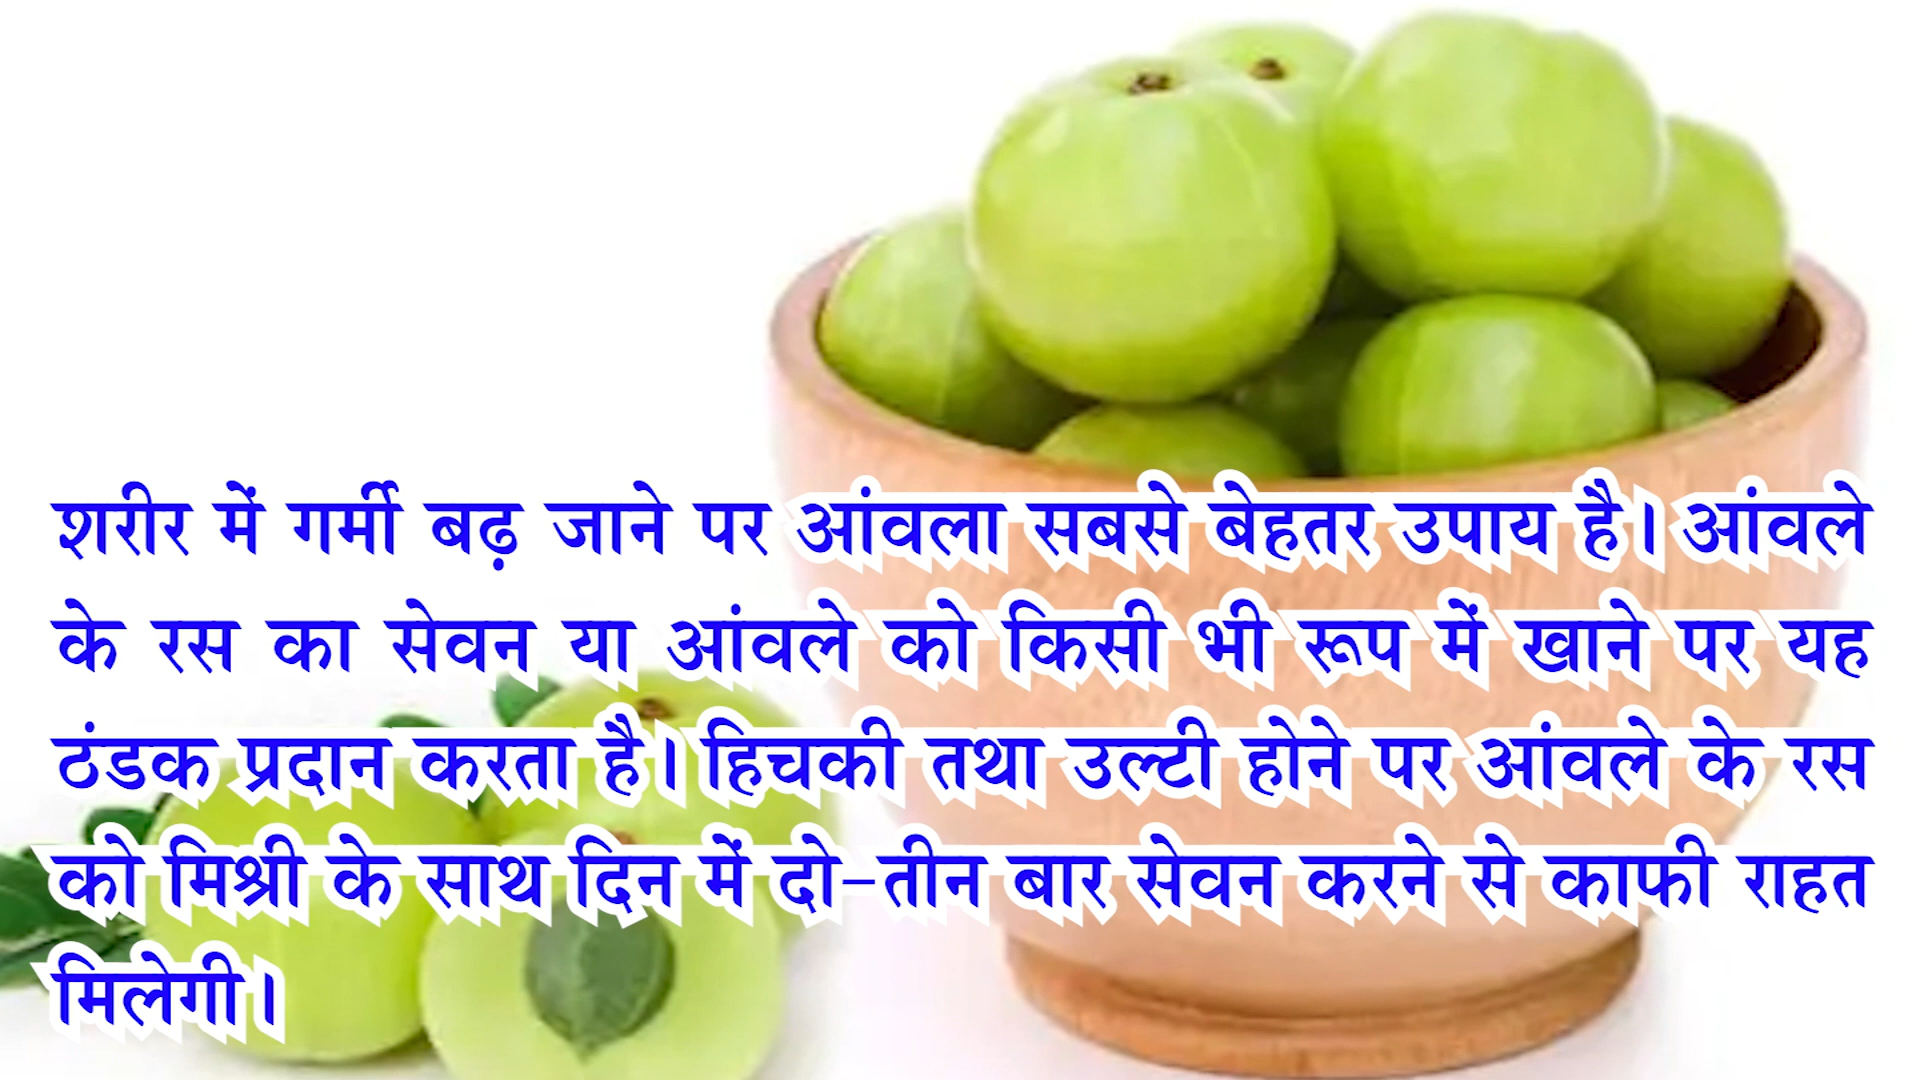 शरीर में गर्मी बढ़ जाने पर आंवला सबसे बेहतर उपाय है। आंवले
के रस का सेवन या आंवले को किसी भी रूप में खाने पर यह
ठंडक प्रदान करता है। हिचकी तथा उल्टी होने पर आंवले के रस
को मिश्री के साथ दिन में दो-तीन बार सेवन करने से काफी राहत
मिलेगी।